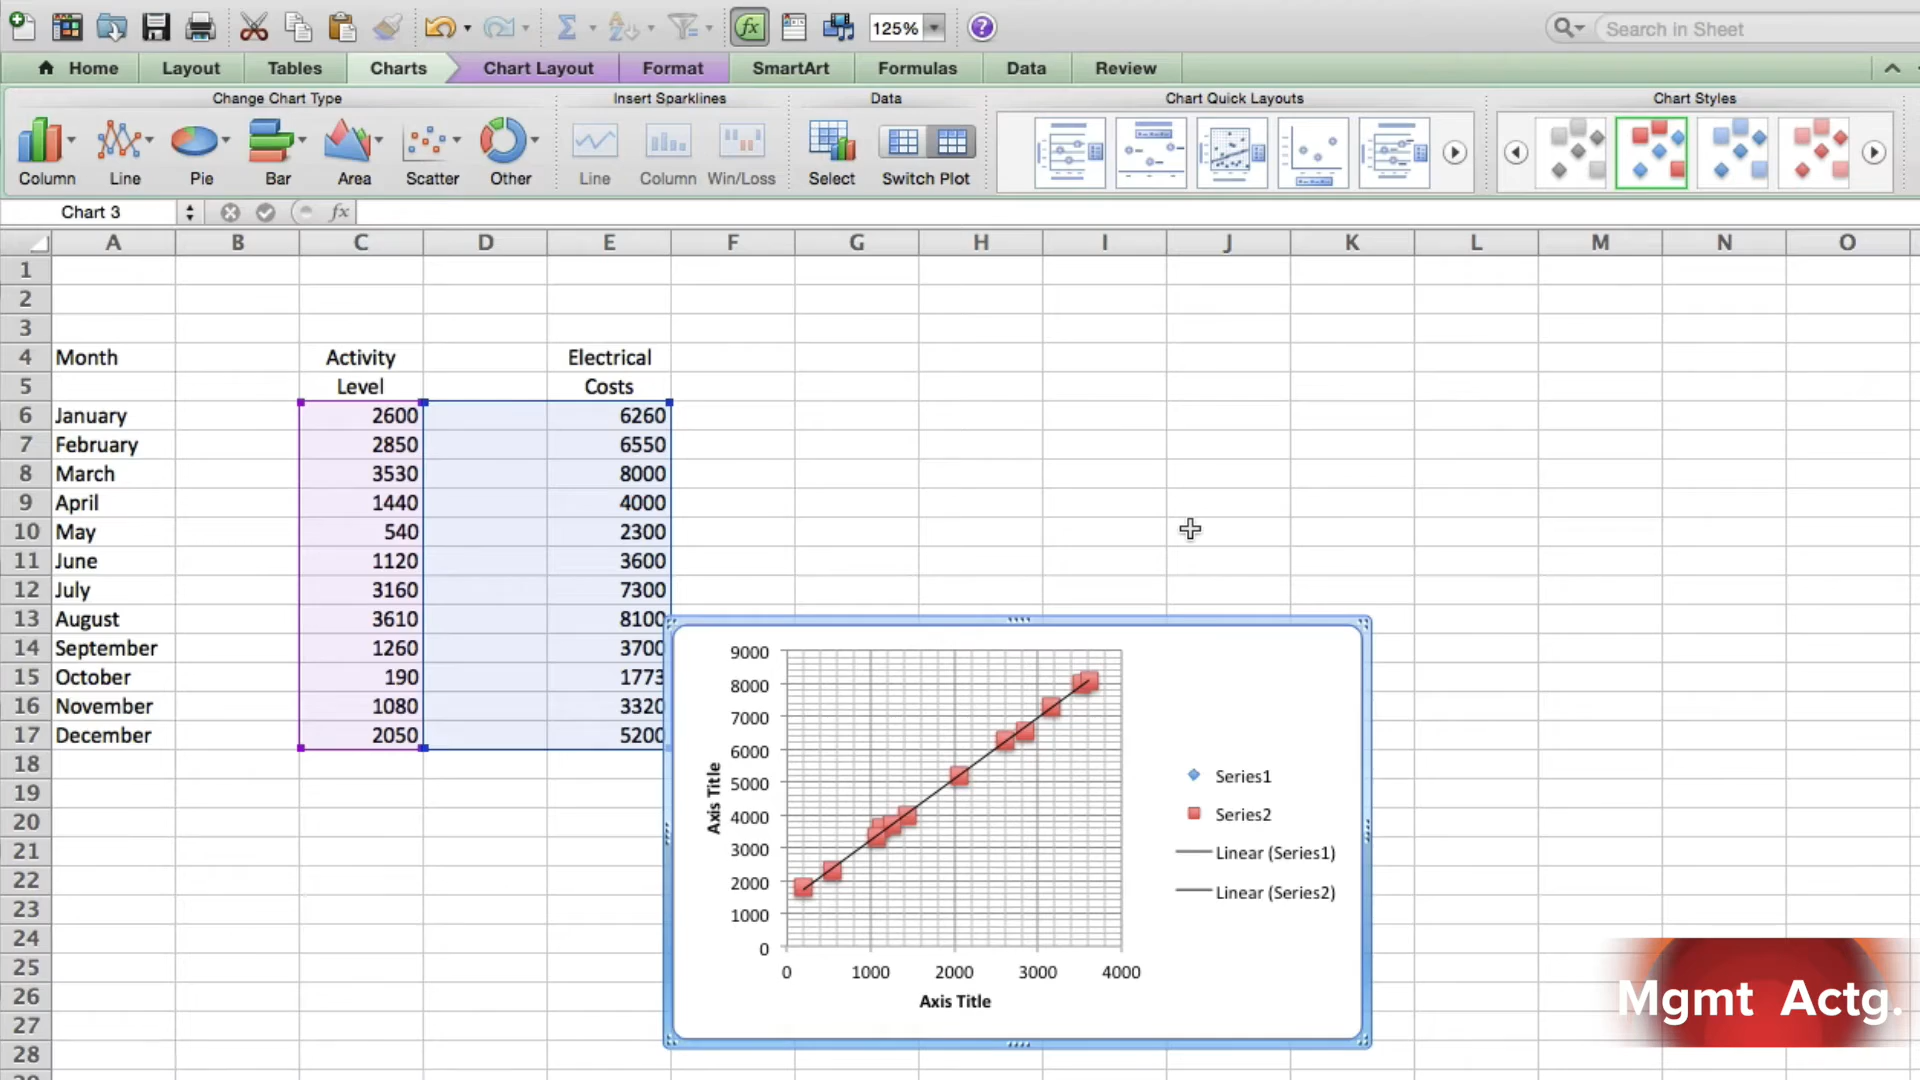 125%
Search in Sheet
Home Layout Tables Charts Chart Layout Format SmartArt Formulas Data Review
Change Chart Type Insert Sparklines Data Chart Quick Layouts Chart Styles
Column Line Pie Bar Area Scatter Other Line Column Win/Loss Select Switch Plot
Chart 3 fx
A B C D E F G H I J K L M N O
1
2
3
4 Month Activity Electrical
5 Level Costs
6 January 2600 6260
7 February 2850 6550
8 March 3530 8000
9 April 1440 4000
10 May 540 2300
11 June 1120 3600
12 July 3160 7300
13 August 3610 8100
14 September 1260 3700
15 October 190 1773
16 November 1080 3320
17 December 2050 5200
18
19
20
21
22
23
24
25
26
27
28
9000
8000
7000
6000
5000
4000
3000
2000
1000
0
Axis Title
0 1000 2000 3000 4000
Axis Title
Series1
Series2
Linear (Series1)
Linear (Series2)
Mgmt Actg.